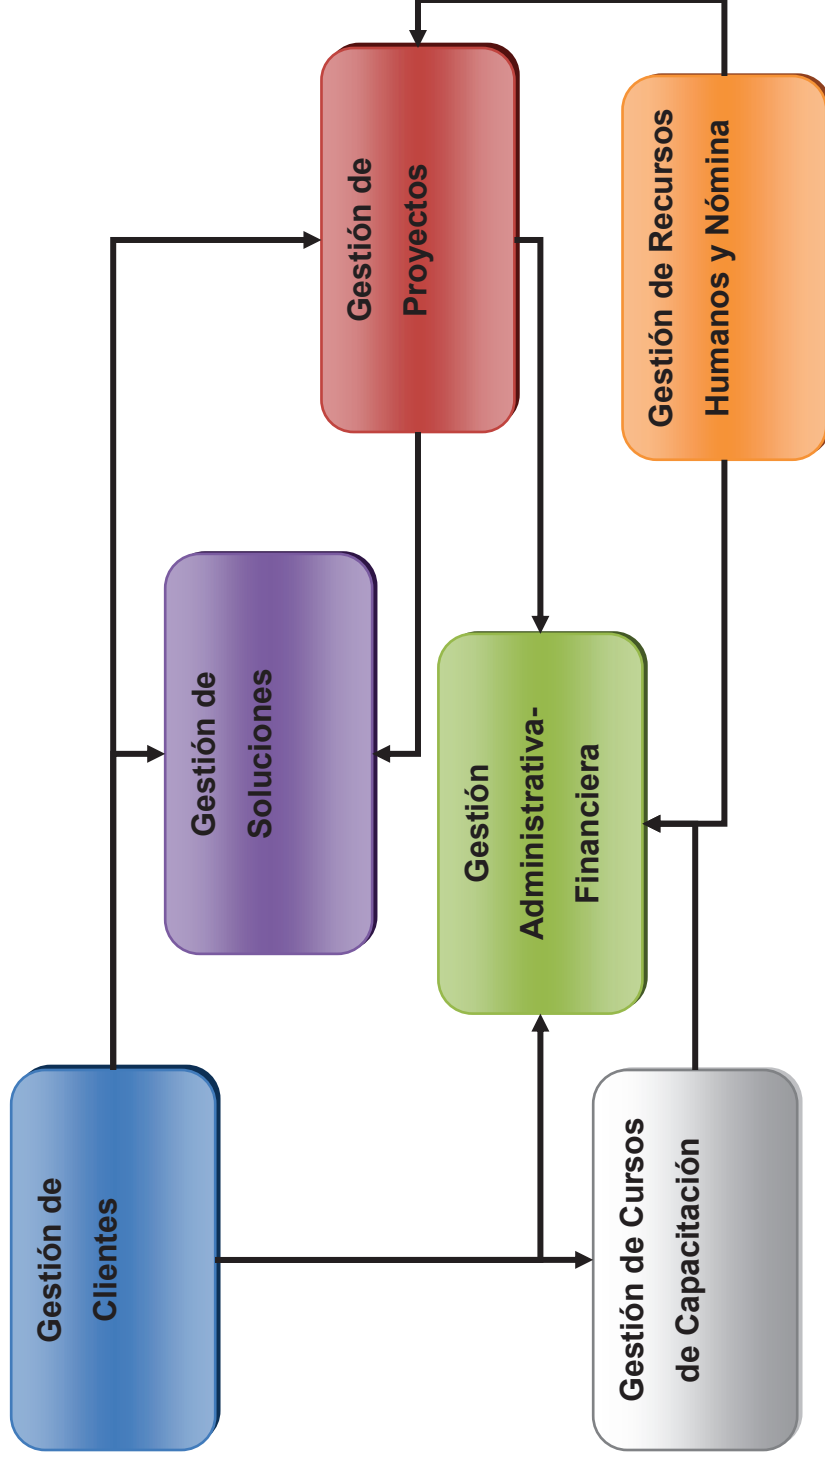 Gestión de
Clientes
Gestión de
Soluciones
Gestión de
Proyectos
Gestión
Administrativa-
Financiera
Gestión de Cursos
de Capacitación
Gestión de Recursos
Humanos y Nómina